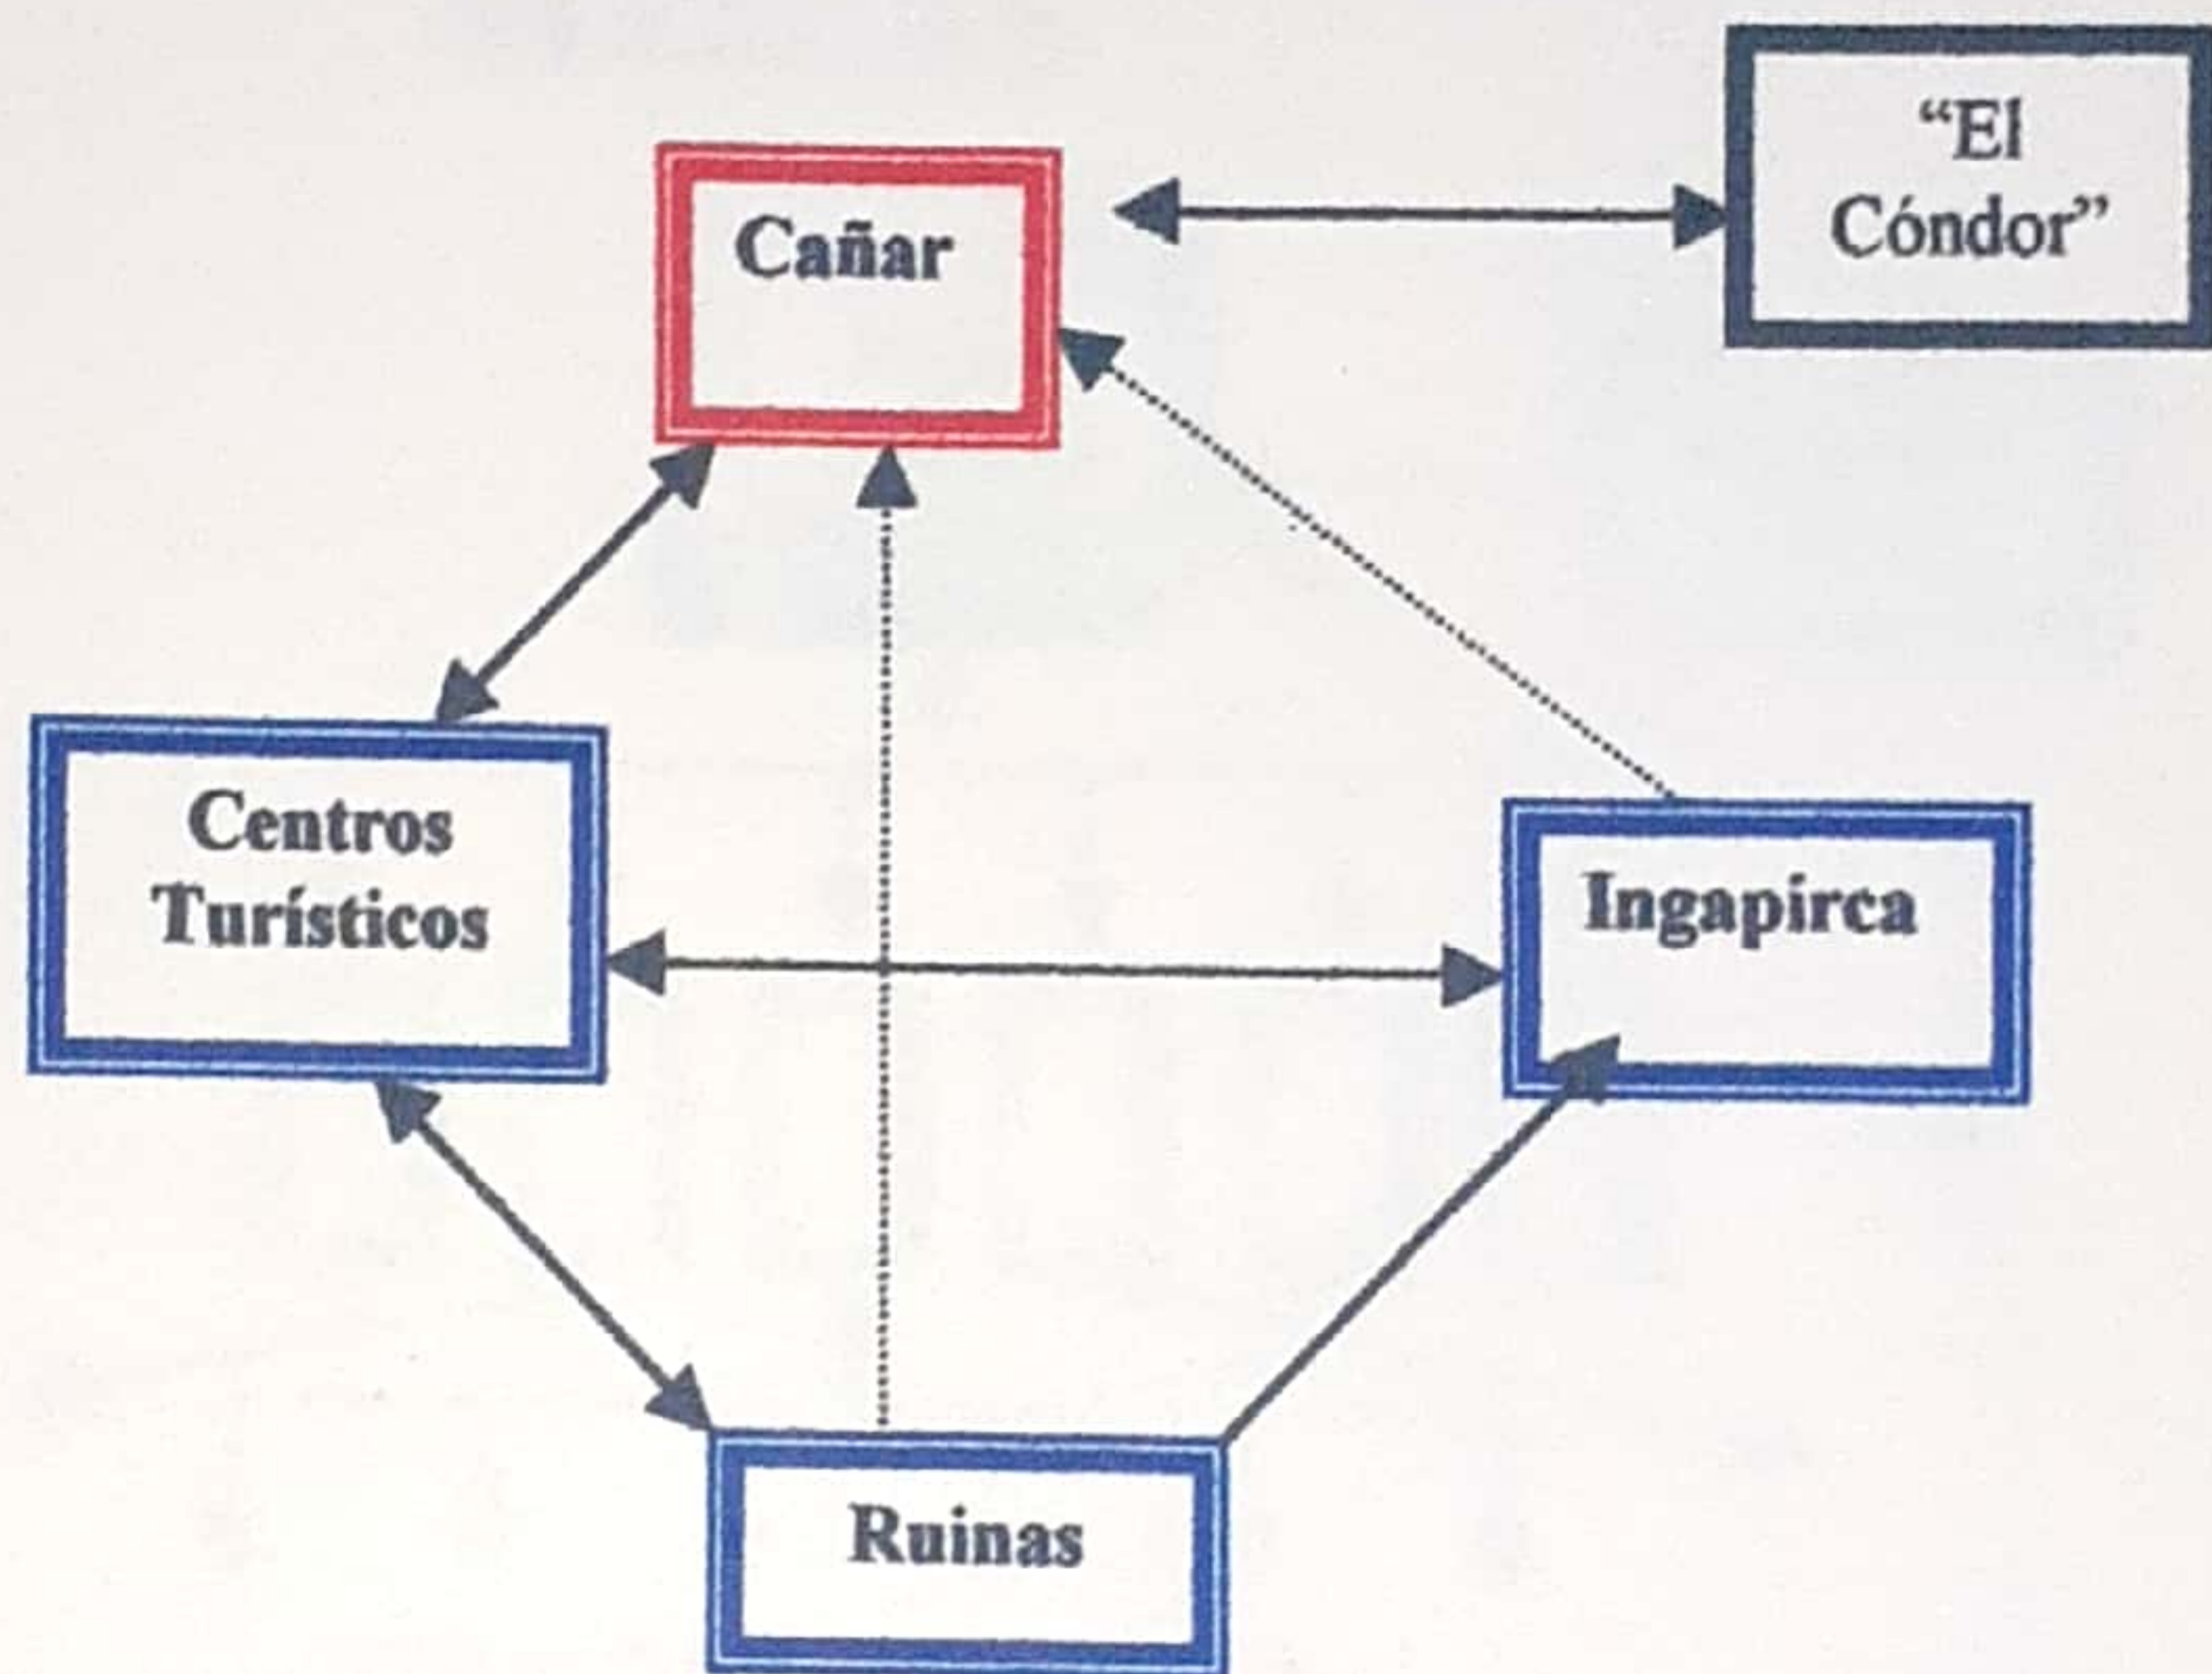 “El
Cóndor”
Cañar
Centros
Turísticos
Ingapirca
Ruinas